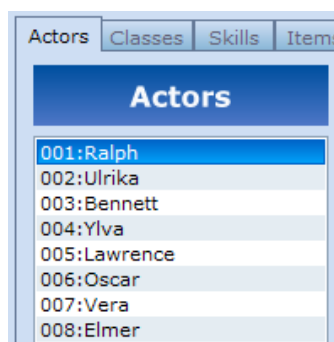 Actors Classes Skills Items
Actors
001:Ralph
002:Ulrika
003:Bennett
004:Ylva
005:Lawrence
006:Oscar
007:Vera
008:Elmer